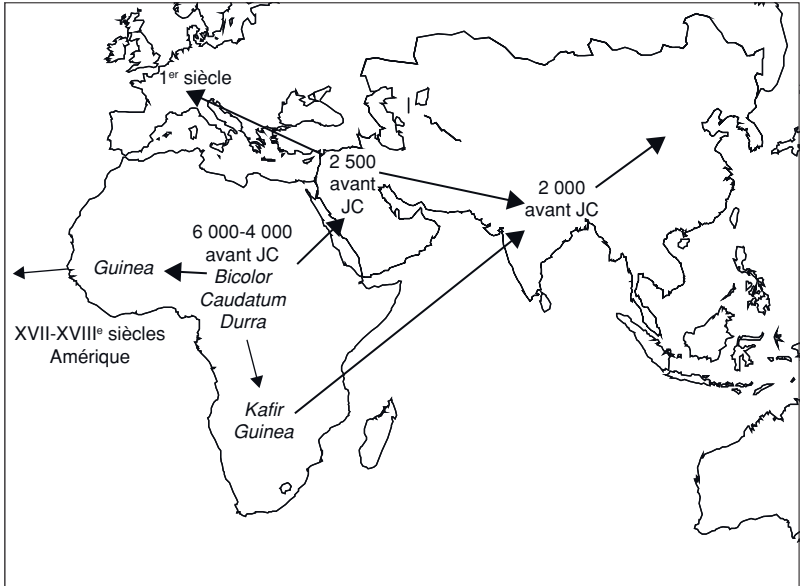 1er siècle
2 500
avant
JC
2 000
avant JC
6 000-4 000
avant JC
Bicolor
Caudatum
Durra
Guinea
XVII-XVIIIe siècles
Amérique
Kafir
Guinea